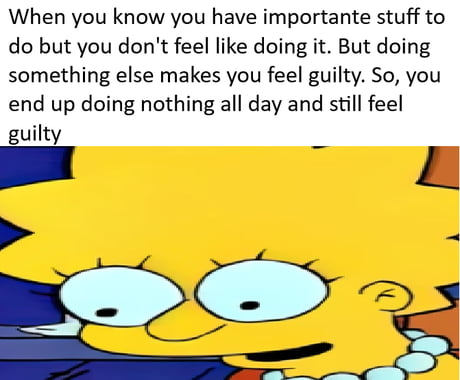 When you know you have importante stuff to
do but you don't feel like doing it. But doing
something else makes you feel guilty. So, you
end up doing nothing all day and still feel
guilty